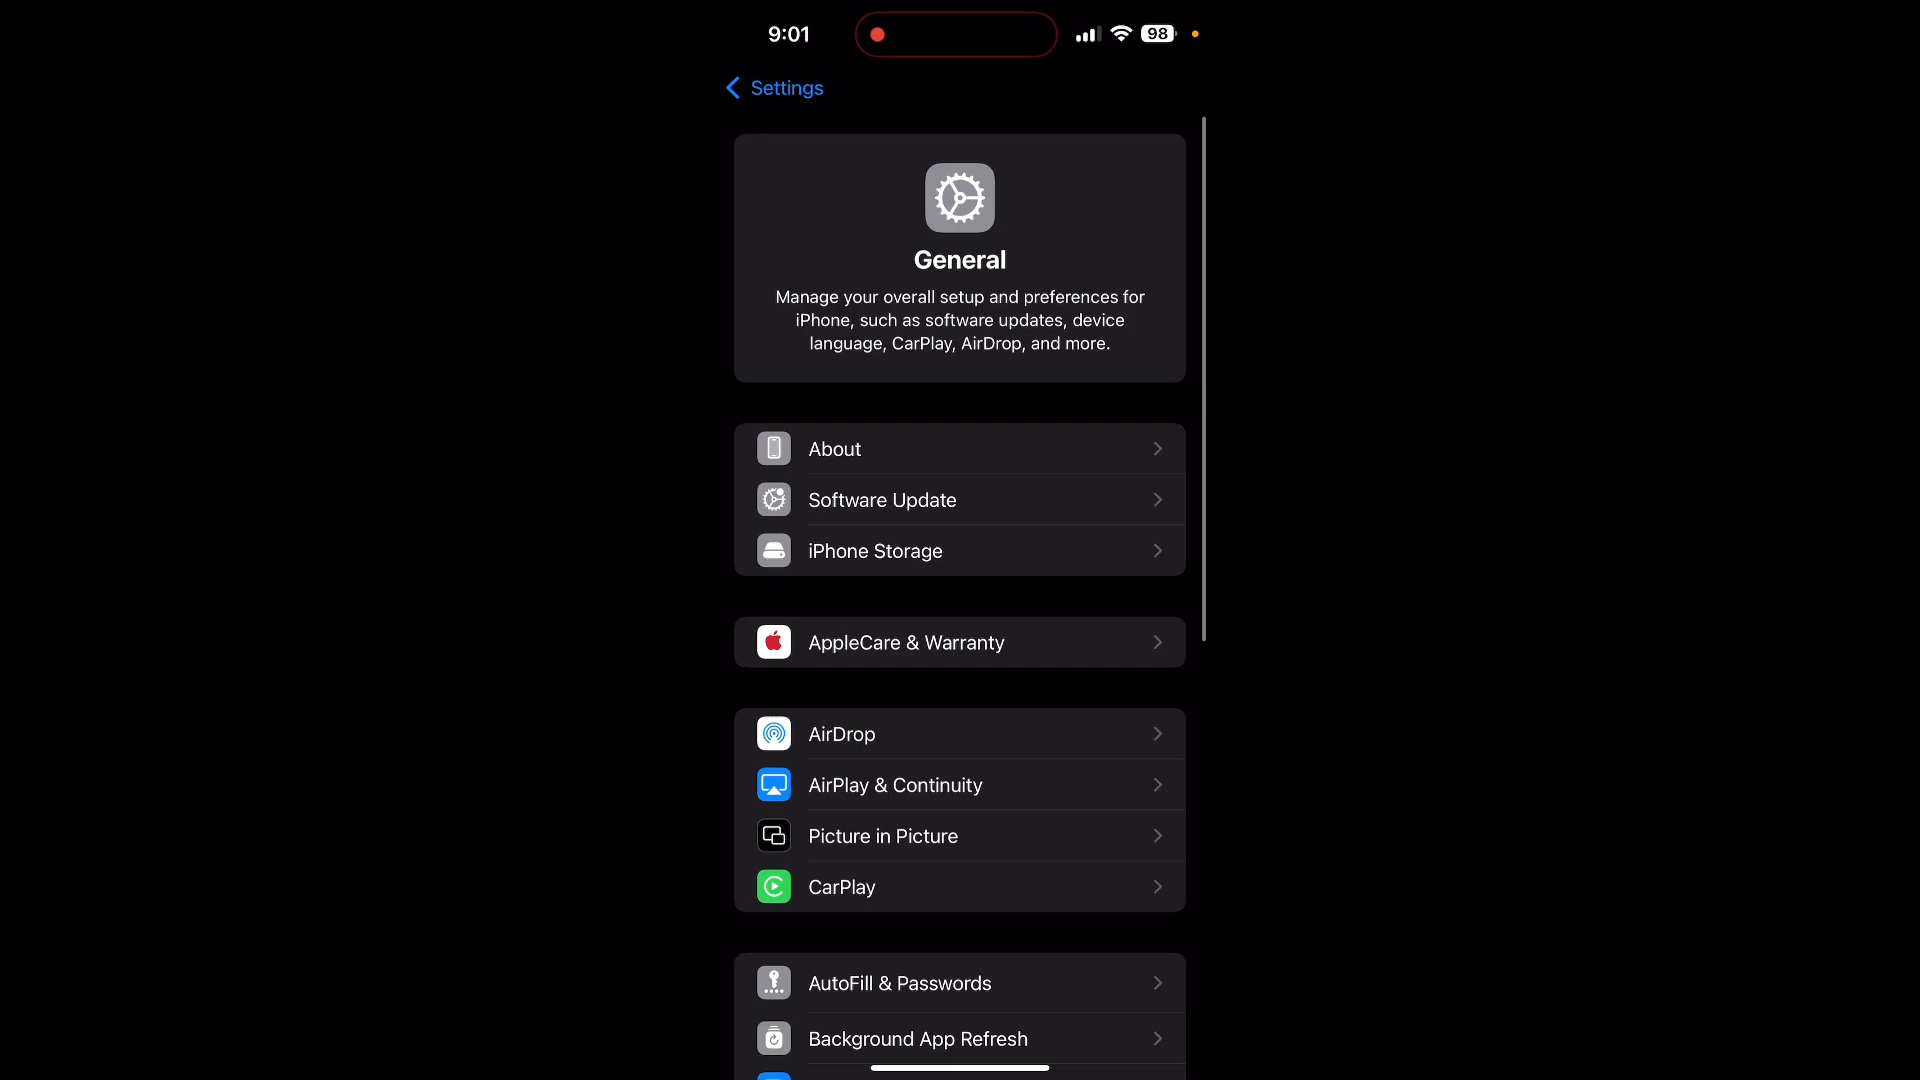 9:01
98
Settings
General
Manage your overall setup and preferences for
iPhone, such as software updates, device
language, CarPlay, AirDrop, and more.
About
Software Update
iPhone Storage
AppleCare & Warranty
AirDrop
AirPlay & Continuity
Picture in Picture
CarPlay
AutoFill & Passwords
Background App Refresh